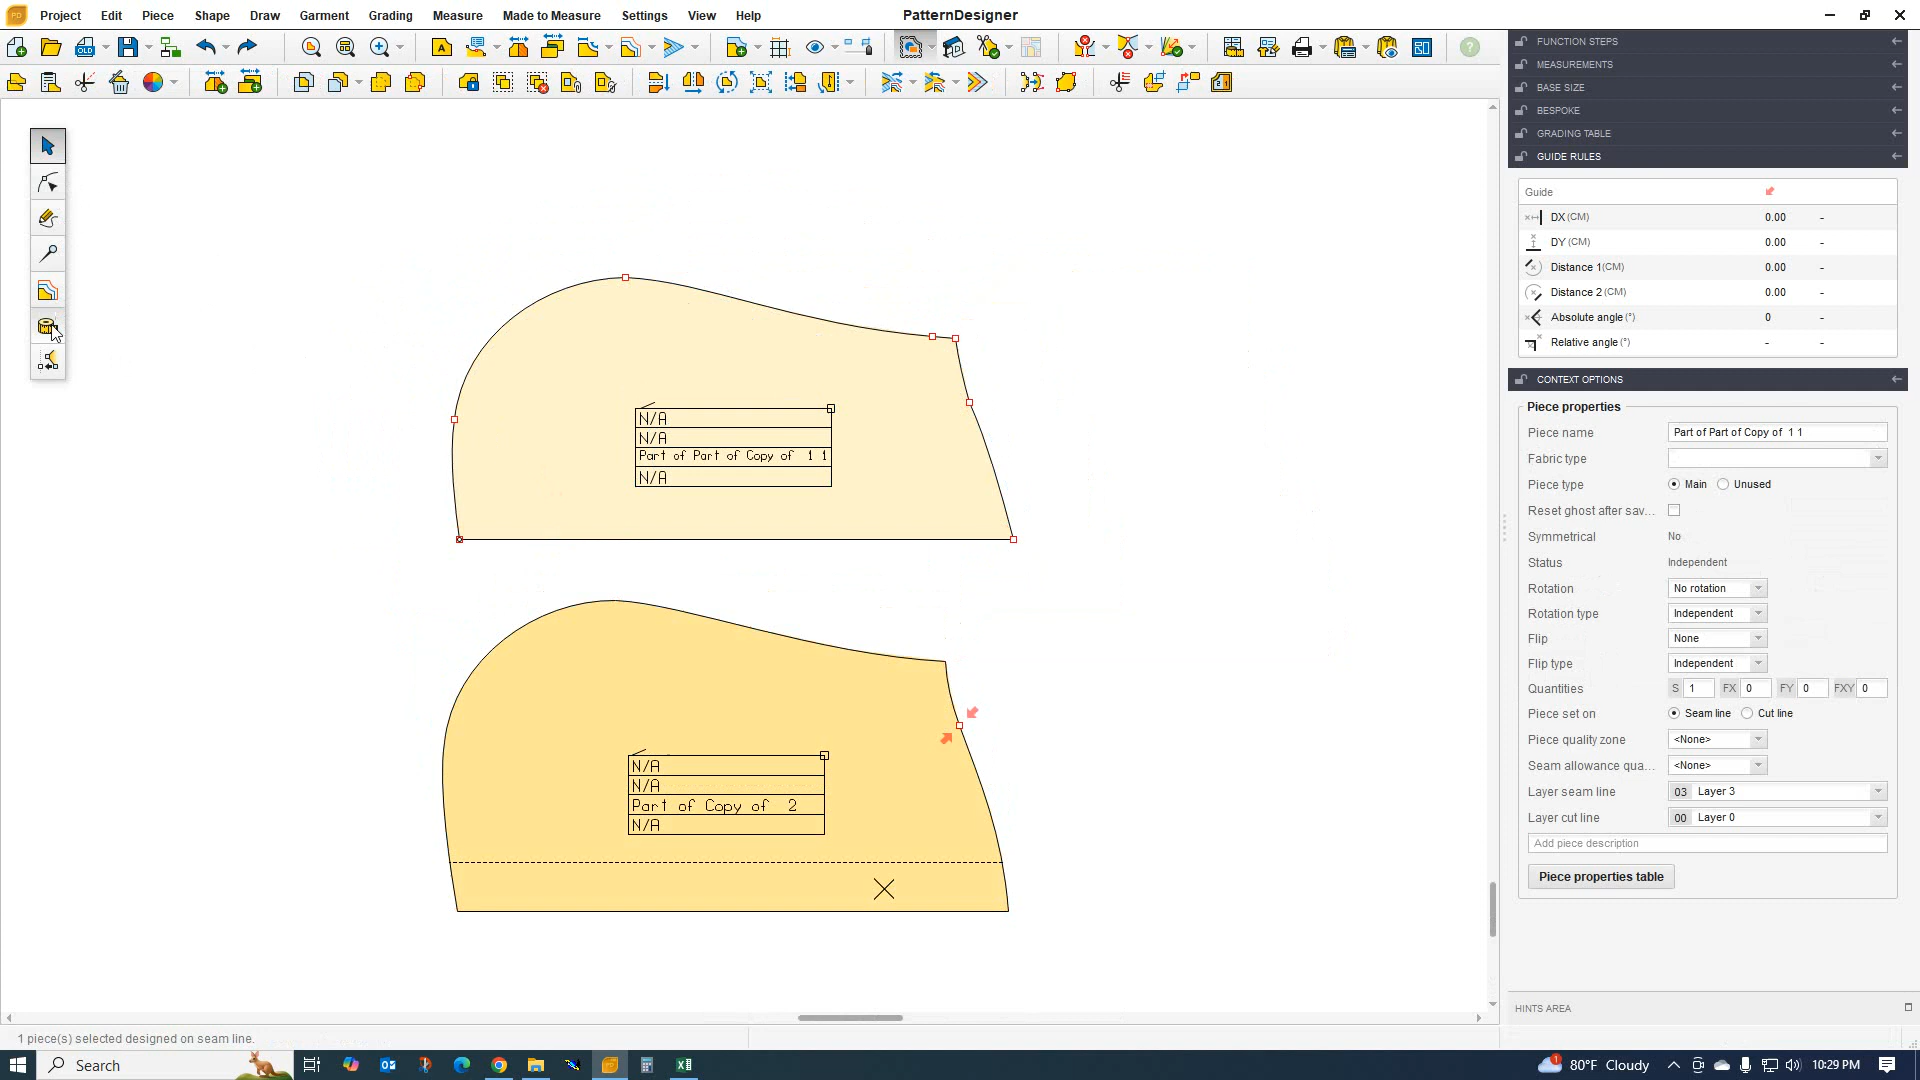 Project Edit Piece Shape Draw Garment Grading Measure Made to Measure Settings View Help PatternDesigner
FUNCTION STEPS
MEASUREMENTS
BASE SIZE
BESPOKE
GRADING TABLE
GUIDE RULES
Guide
DX (CM) 0.00 -
DY (CM) 0.00 -
Distance 1(CM) 0.00 -
Distance 2 (CM) 0.00 -
Absolute angle (°) 0 -
Relative angle (°) - -
CONTEXT OPTIONS
Piece properties
Piece name Part of Part of Copy of 1 1
Fabric type
Piece type Main Unused
Reset ghost after sav...
Symmetrical No
Status Independent
Rotation No rotation
Rotation type Independent
Flip None
Flip type Independent
Quantities S 1 FX 0 FY 0 FXY 0
Piece set on Seam line Cut line
Piece quality zone <None>
Seam allowance qua... <None>
Layer seam line 03 Layer 3
Layer cut line 00 Layer 0
Add piece description
Piece properties table
HINTS AREA
N/A
N/A
Part of Part of Copy of 1 1
N/A
N/A
N/A
Part of Copy of 2
N/A
1 piece(s) selected designed on seam line.
Search
1 80°F Cloudy 10:29 PM